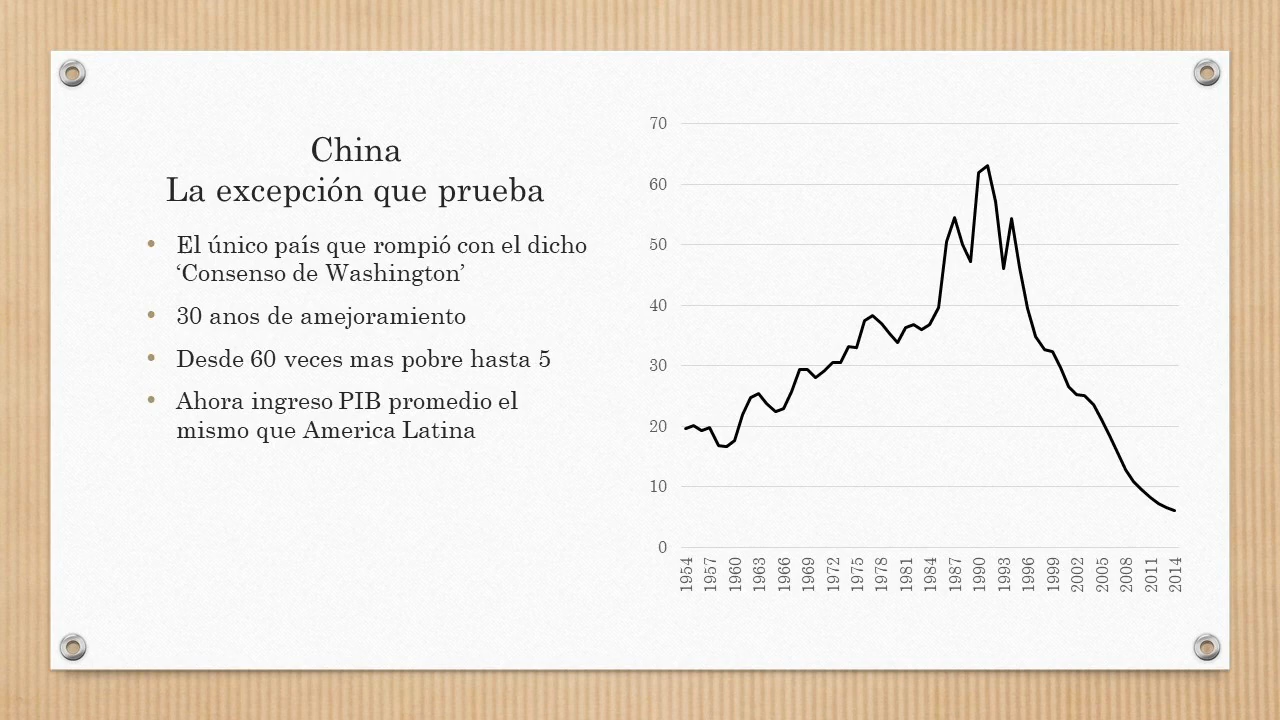 China
La excepción que prueba
• El único país que rompió con el dicho
‘Consenso de Washington’
• 30 anos de amejoramiento
• Desde 60 veces mas pobre hasta 5
• Ahora ingreso PIB promedio el
mismo que America Latina
70
60
50
40
30
20
10
0
1954 1957 1960 1963 1966 1969 1972 1975 1978 1981 1984 1987 1990 1993 1996 1999 2002 2005 2008 2011 2014